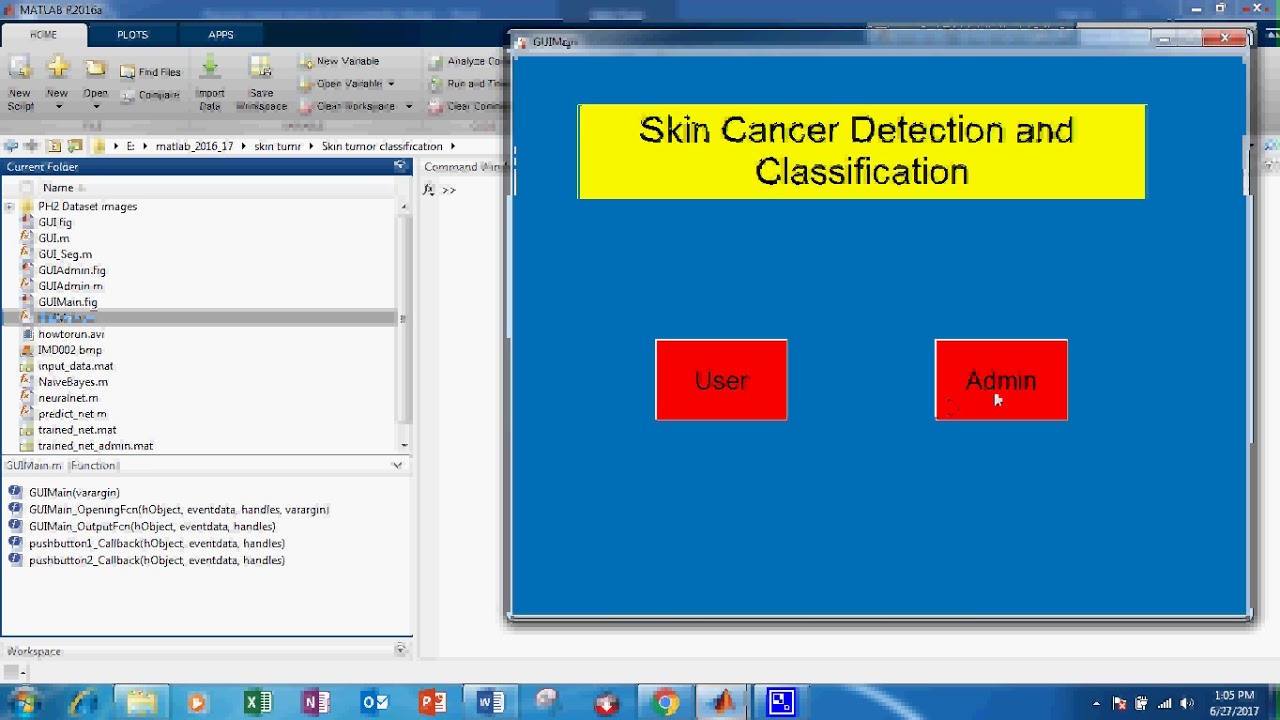 MATLAB R2016a
HOME
PLOTS
APPS
New Script
New
Open
Find Files
Compare
Import Data
Save Workspace
New Variable
Open Variable
Clear Workspace
Analyze Co
Run and Time
Clear Comm
E: matlab_2016_17 skin tumr Skin tumor classification
Current Folder
Name
PH2 Dataset images
GUI.fig
GUI.m
GUI_Seg.m
GUIAdmin.fig
GUIAdmin.m
GUIMain.fig
howtorun.avi
IMD002.bmp
input_data.mat
NaiveBayes.m
neuralnet.m
predict_net.m
trained_net.mat
trained_net_admin.mat
GUIMain.m (Function)
GUIMain(varargin)
GUIMain_OpeningFcn(hObject, eventdata, handles, varargin)
GUIMain_OutputFcn(hObject, eventdata, handles)
pushbutton1_Callback(hObject, eventdata, handles)
pushbutton2_Callback(hObject, eventdata, handles)
Workspace
Command Win
fx >>
GUIMain
Skin Cancer Detection and
Classification
User
Admin
1:05 PM
6/27/2017